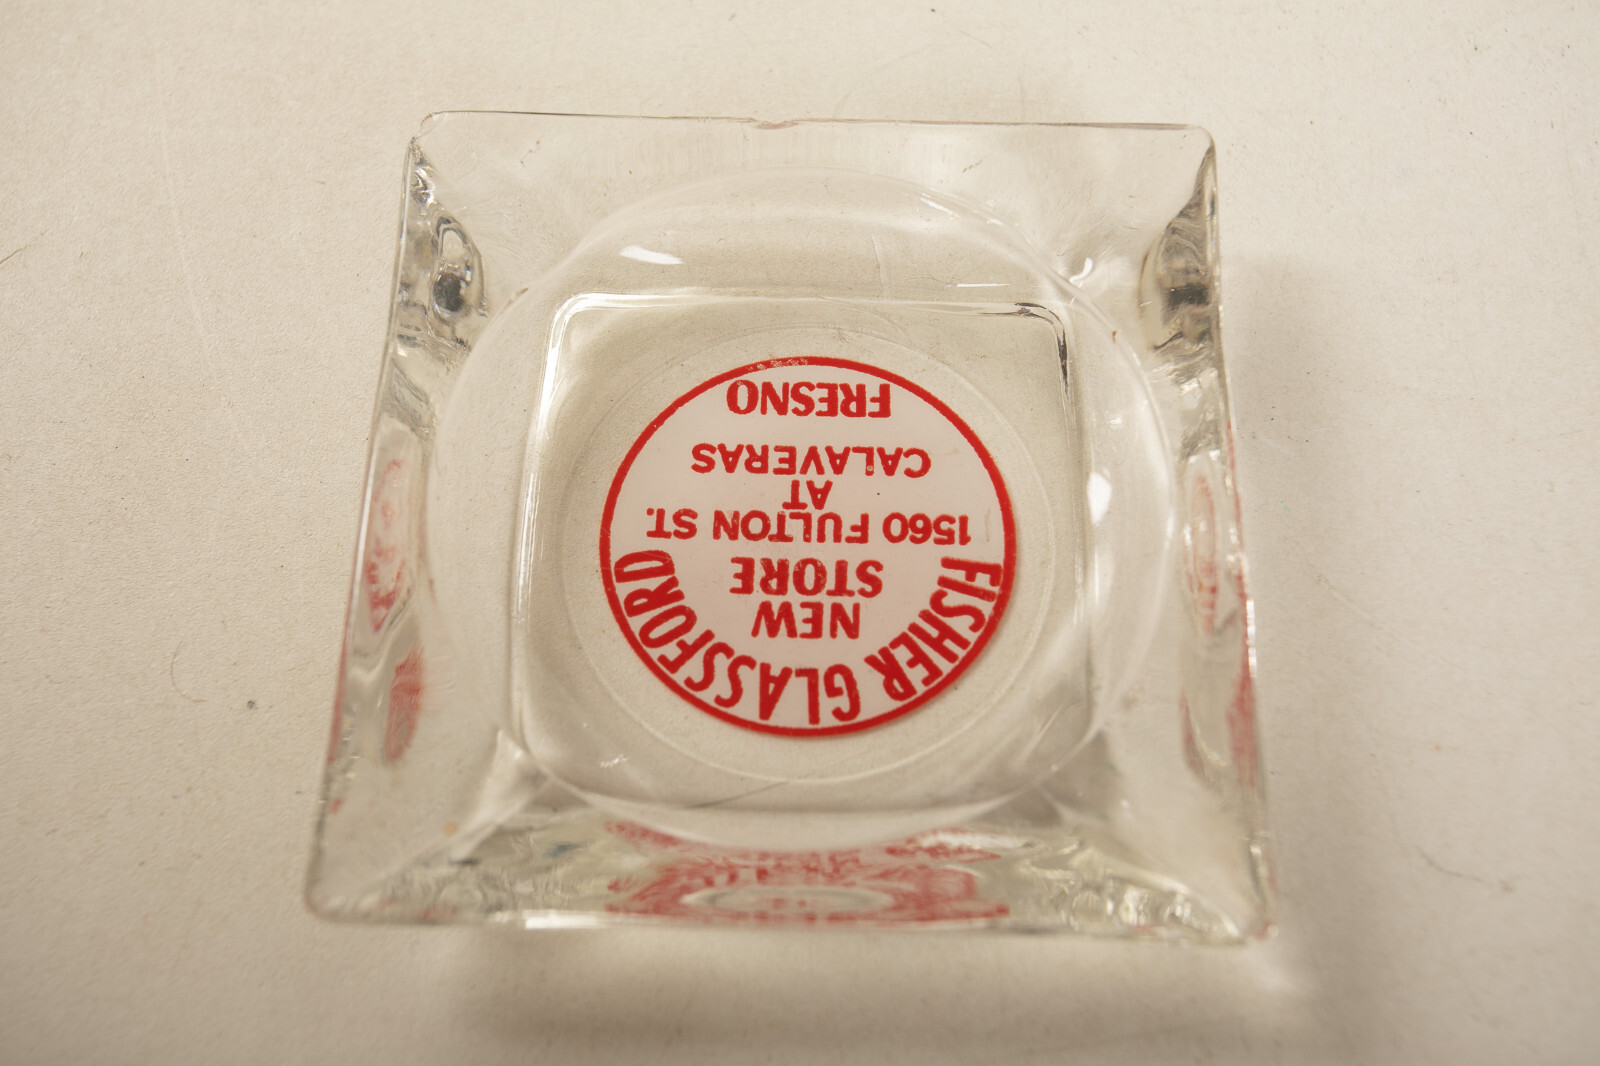 FISHER GLASSFORD
NEW
STORE
1560 FULTON ST.
AT
CALAVERAS
FRESNO